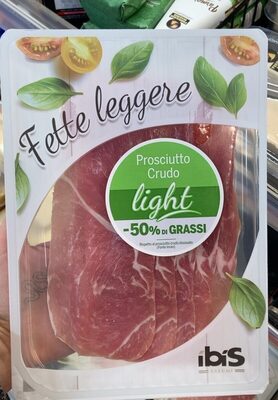 Fette leggere
Prosciutto
Crudo
light
-50% DI GRASSI
ibis